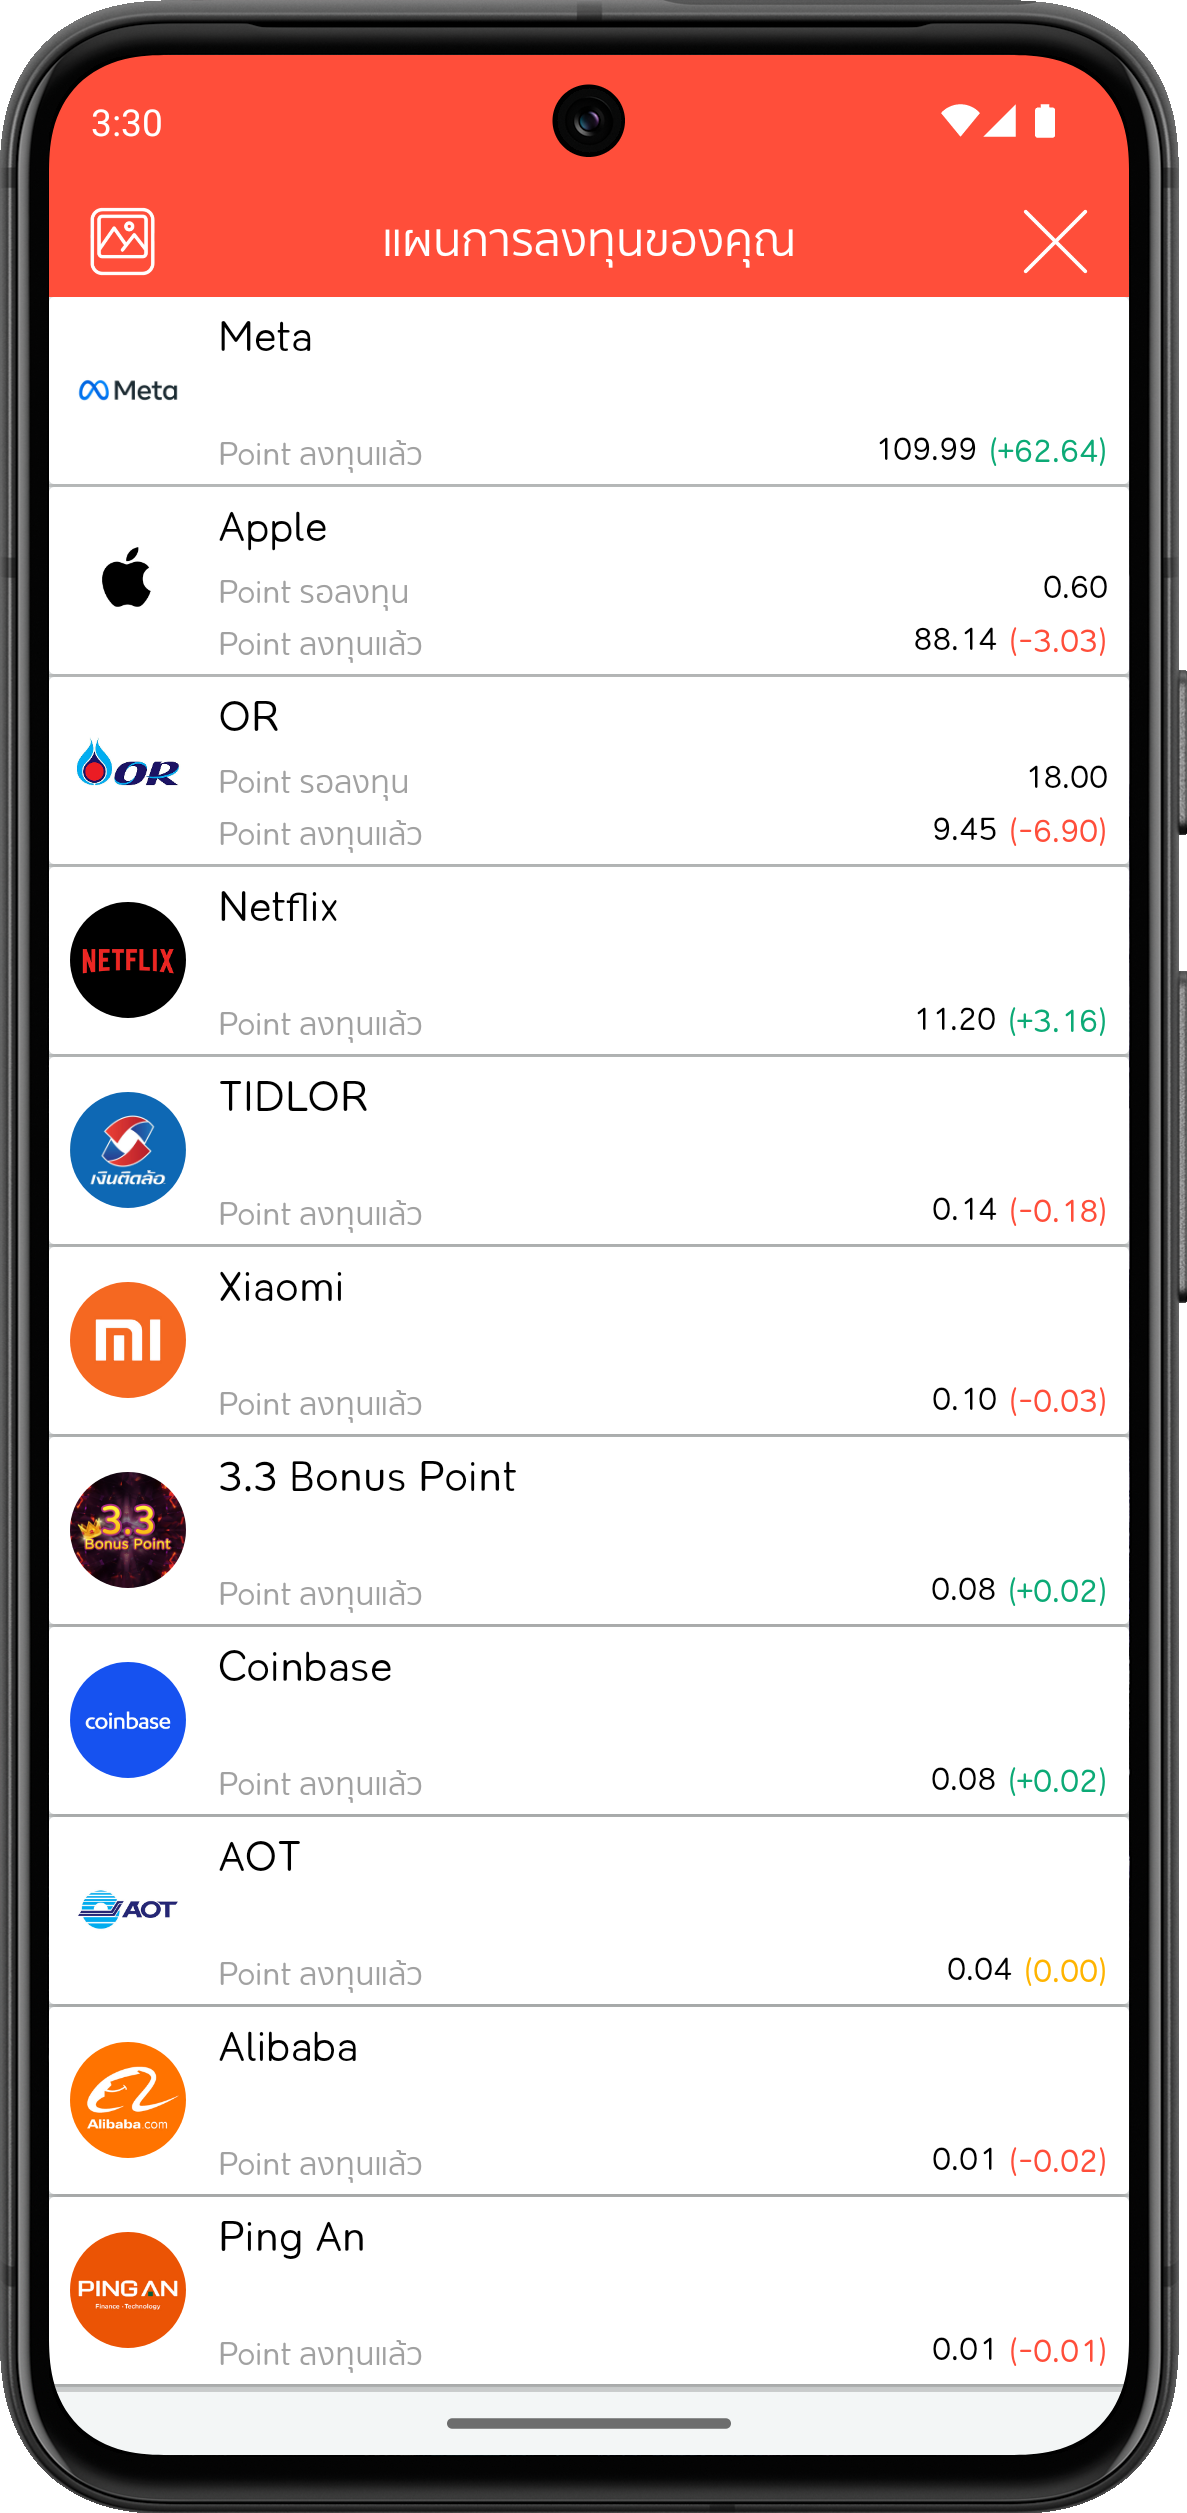 3:30
แผนการลงทุนของคุณ
Meta
Meta
Point ลงทุนแล้ว 109.99 (+62.64)
Apple
Point รอลงทุน 0.60
Point ลงทุนแล้ว 88.14 (-3.03)
OR
OR
Point รอลงทุน 18.00
Point ลงทุนแล้ว 9.45 (-6.90)
Netflix
NETFLIX
Point ลงทุนแล้ว 11.20 (+3.16)
TIDLOR
เงินติดล้อ
Point ลงทุนแล้ว 0.14 (-0.18)
Xiaomi
mi
Point ลงทุนแล้ว 0.10 (-0.03)
3.3 Bonus Point
3.3
Bonus Point
Point ลงทุนแล้ว 0.08 (+0.02)
Coinbase
coinbase
Point ลงทุนแล้ว 0.08 (+0.02)
AOT
AOT
Point ลงทุนแล้ว 0.04 (0.00)
Alibaba
Alibaba.com
Point ลงทุนแล้ว 0.01 (-0.02)
Ping An
PING AN
Finance · Technology
Point ลงทุนแล้ว 0.01 (-0.01)